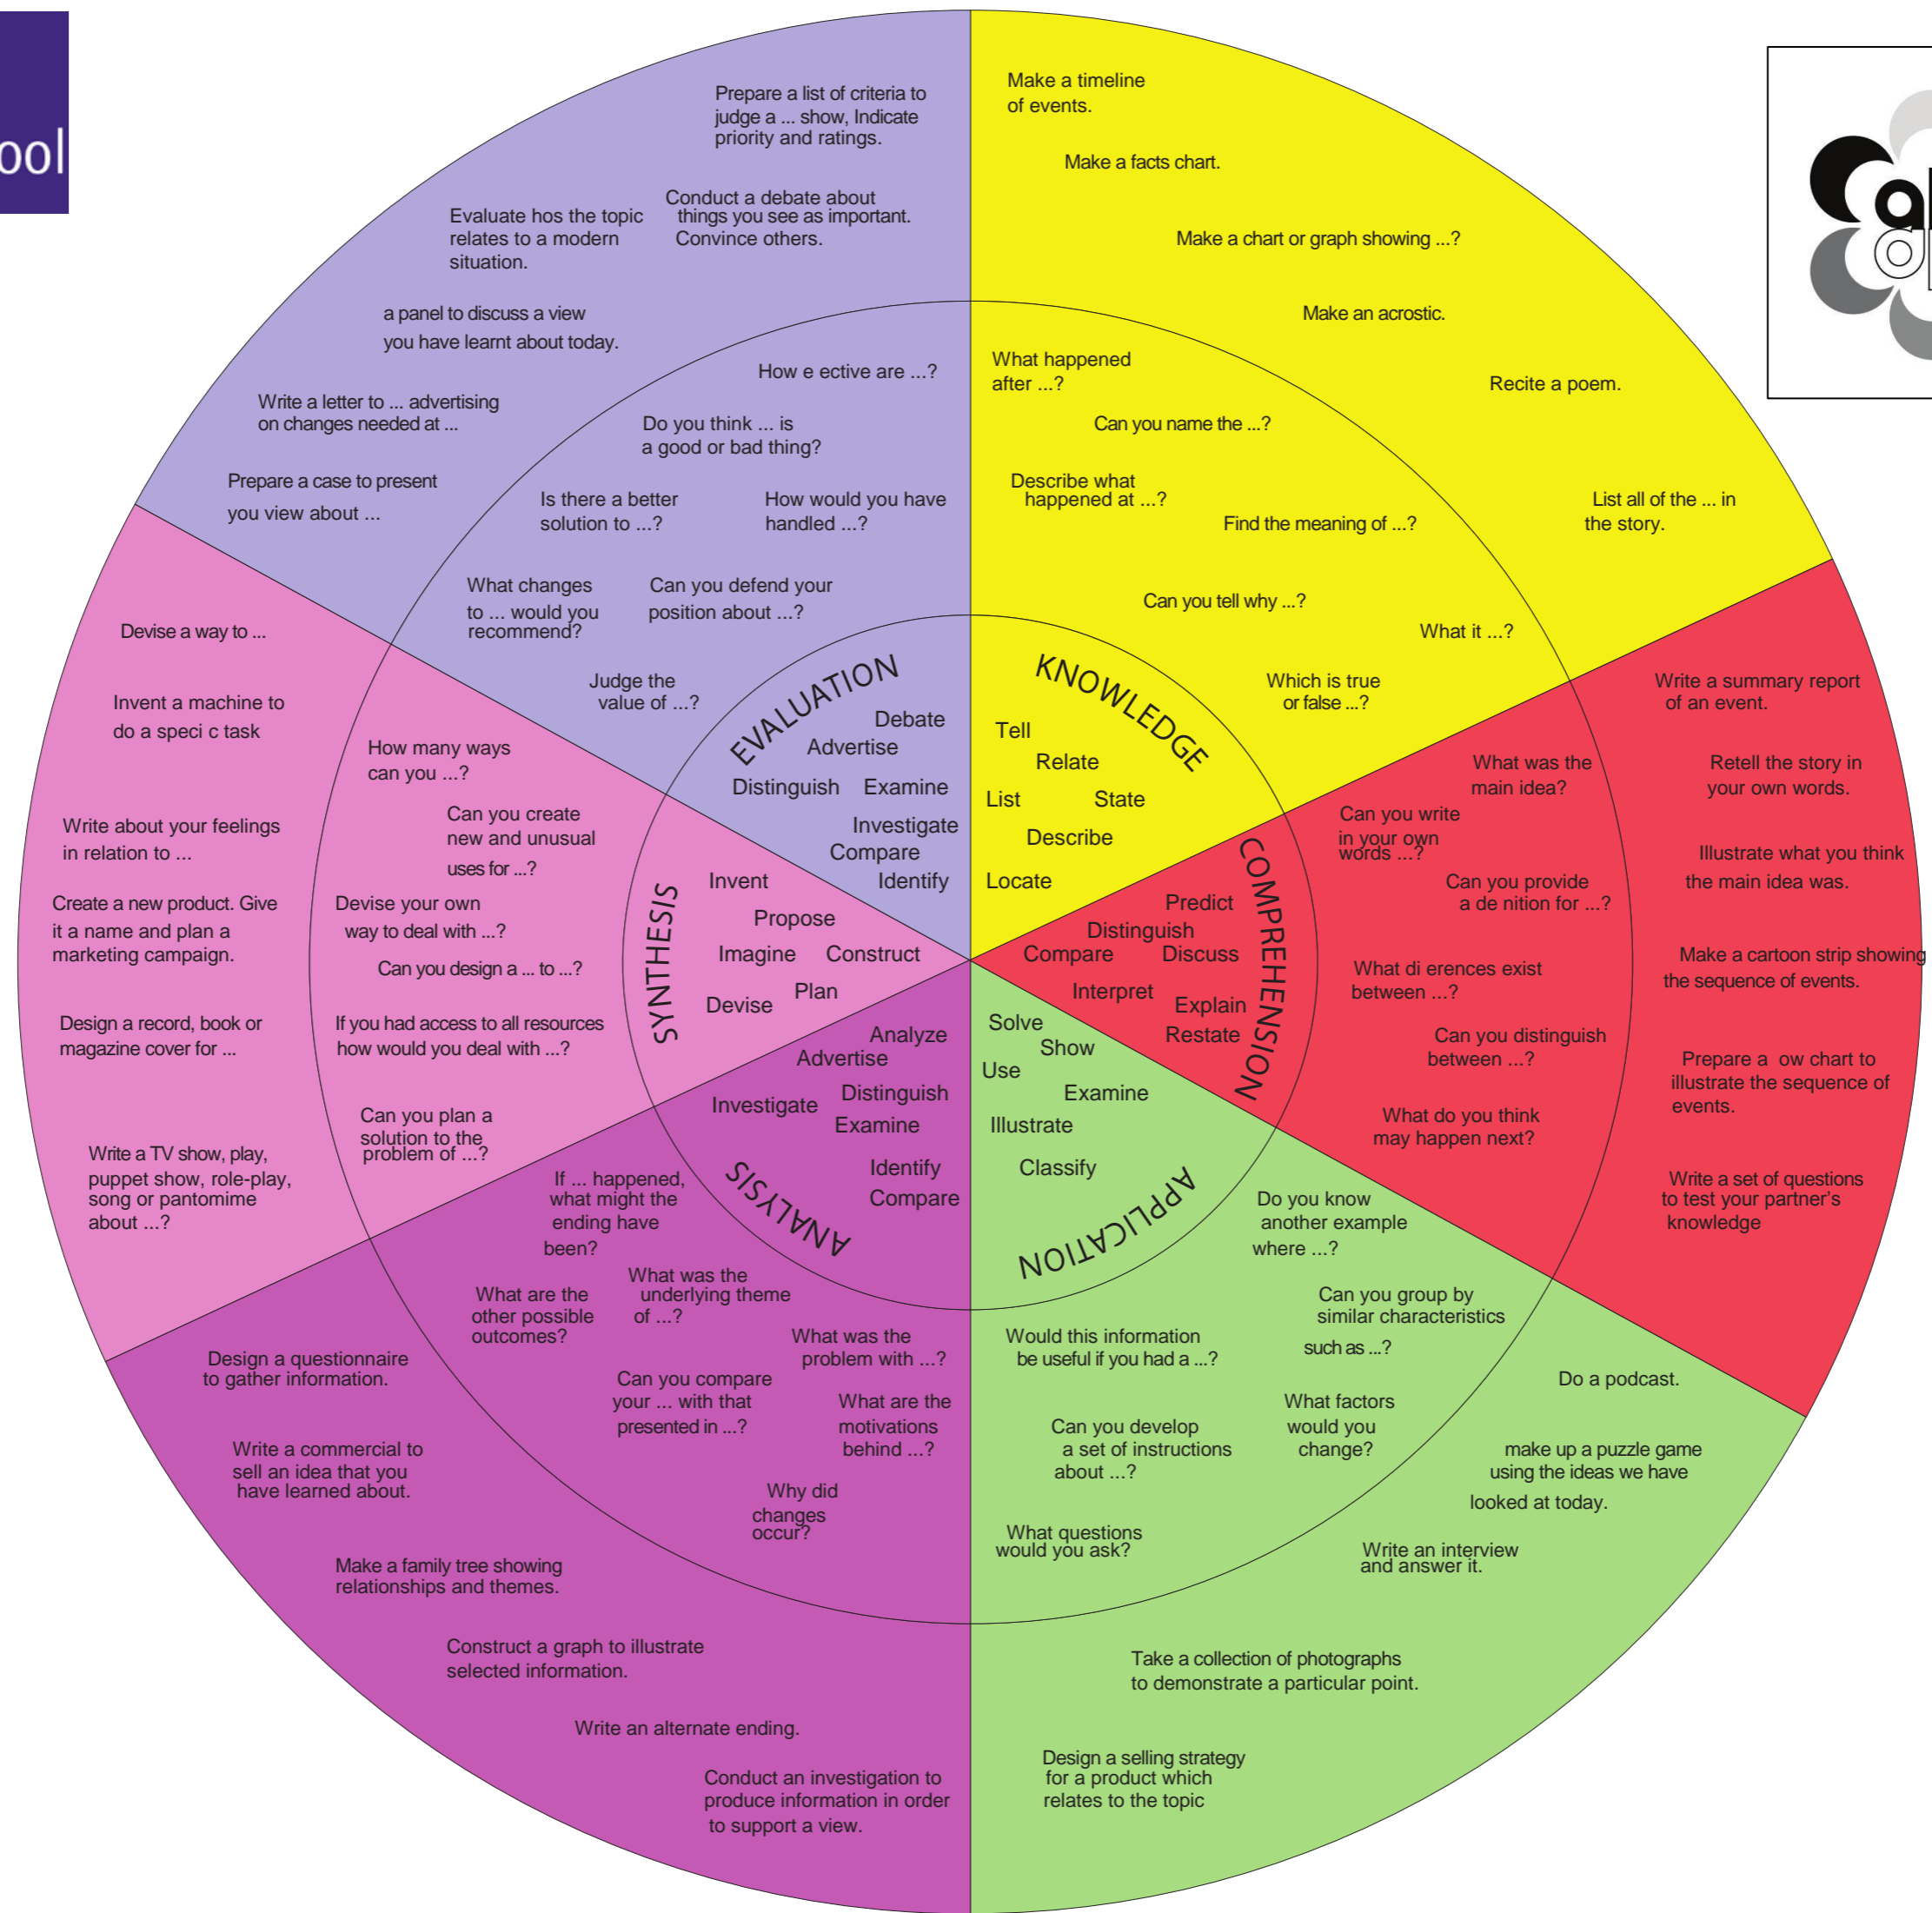 ool
Make a timeline
of events.
Make a facts chart.
Make a chart or graph showing ...?
Make an acrostic.
Recite a poem.
List all of the ... in
the story.
What happened
after ...?
Can you name the ...?
Describe what
happened at ...?
Find the meaning of ...?
Can you tell why ...?
What it ...?
Which is true
or false ...?
KNOWLEDGE
Tell
Relate
List
State
Describe
Locate
Write a summary report
of an event.
Retell the story in
your own words.
Illustrate what you think
the main idea was.
Make a cartoon strip showing
the sequence of events.
Prepare a ow chart to
illustrate the sequence of
events.
Write a set of questions
to test your partner's
knowledge
What was the
main idea?
Can you write
in your own
words ...?
Can you provide
a de nition for ...?
What di erences exist
between ...?
Can you distinguish
between ...?
What do you think
may happen next?
COMPREHENSION
Predict
Distinguish
Compare
Discuss
Interpret
Explain
Restate
Do a podcast.
make up a puzzle game
using the ideas we have
looked at today.
Write an interview
and answer it.
Take a collection of photographs
to demonstrate a particular point.
Design a selling strategy
for a product which
relates to the topic
Do you know
another example
where ...?
Can you group by
similar characteristics
such as ...?
Would this information
be useful if you had a ...?
What factors
would you
change?
Can you develop
a set of instructions
about ...?
What questions
would you ask?
APPLICATION
Solve
Show
Use
Examine
Illustrate
Classify
Design a questionnaire
to gather information.
Write a commercial to
sell an idea that you
have learned about.
Make a family tree showing
relationships and themes.
Construct a graph to illustrate
selected information.
Write an alternate ending.
Conduct an investigation to
produce information in order
to support a view.
If ... happened,
what might the
ending have
been?
What are the
other possible
outcomes?
What was the
underlying theme
of ...?
What was the
problem with ...?
Can you compare
your ... with that
presented in ...?
What are the
motivations
behind ...?
Why did
changes
occur?
ANALYSIS
Analyze
Advertise
Distinguish
Investigate
Examine
Identify
Compare
Devise a way to ...
Invent a machine to
do a speci c task
Write about your feelings
in relation to ...
Create a new product. Give
it a name and plan a
marketing campaign.
Design a record, book or
magazine cover for ...
Write a TV show, play,
puppet show, role-play,
song or pantomime
about ...?
How many ways
can you ...?
Can you create
new and unusual
uses for ...?
Devise your own
way to deal with ...?
Can you design a ... to ...?
If you had access to all resources
how would you deal with ...?
Can you plan a
solution to the
problem of ...?
SYNTHESIS
Invent
Propose
Imagine
Construct
Plan
Devise
Prepare a list of criteria to
judge a ... show, Indicate
priority and ratings.
Conduct a debate about
things you see as important.
Convince others.
Evaluate hos the topic
relates to a modern
situation.
a panel to discuss a view
you have learnt about today.
Write a letter to ... advertising
on changes needed at ...
Prepare a case to present
you view about ...
How e ective are ...?
Do you think ... is
a good or bad thing?
Is there a better
solution to ...?
How would you have
handled ...?
What changes
to ... would you
recommend?
Can you defend your
position about ...?
Judge the
value of ...?
EVALUATION
Debate
Advertise
Distinguish
Examine
Investigate
Compare
Identify